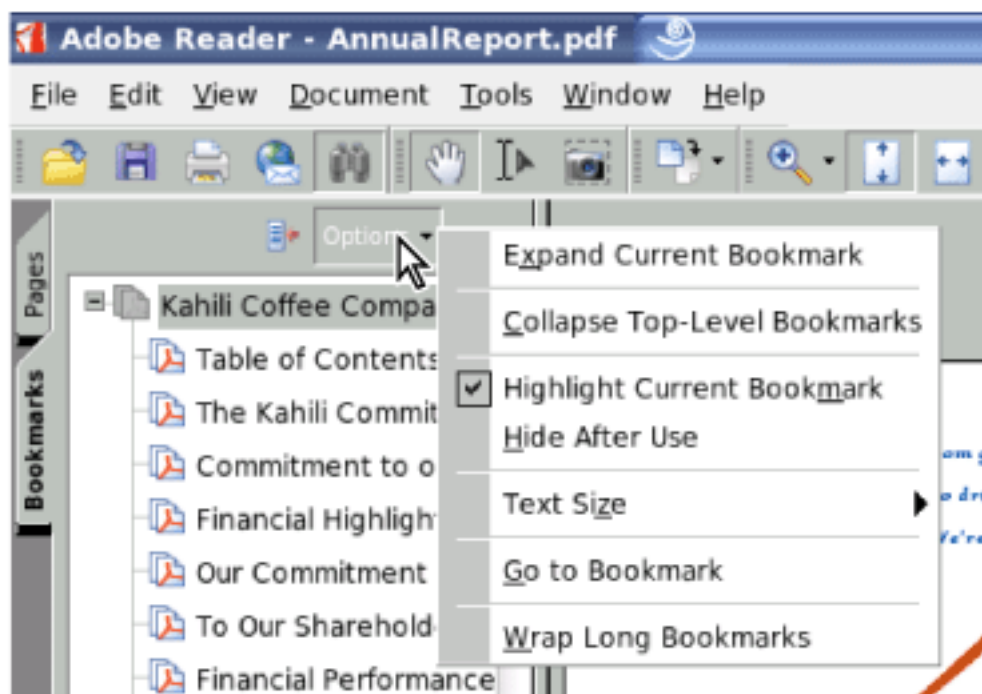 Adobe Reader - AnnualReport.pdf
File Edit View Document Tools Window Help
Options
Pages
Bookmarks
Kahili Coffee Compa
Table of Contents
The Kahili Commit
Commitment to o
Financial Highligh
Our Commitment
To Our Sharehold
Financial Performance
Expand Current Bookmark
Collapse Top-Level Bookmarks
Highlight Current Bookmark
Hide After Use
Text Size
Go to Bookmark
Wrap Long Bookmarks
We're